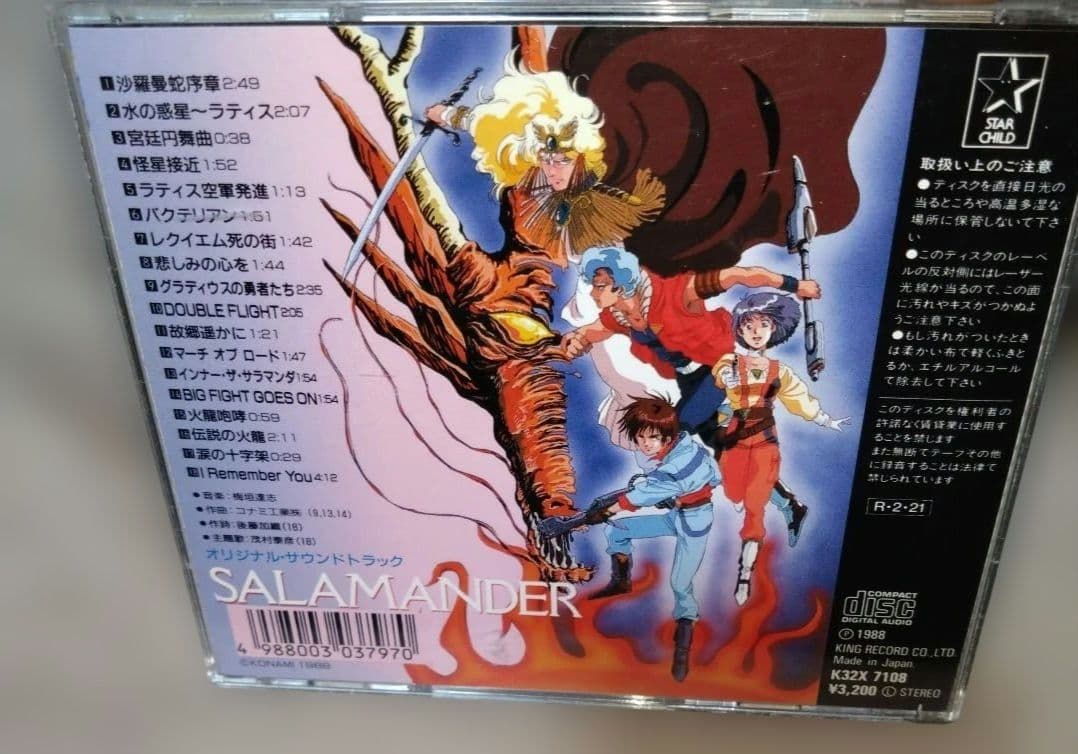 1 沙羅曼蛇序章2:49
2 水の惑星～ラティス2:07
3 宮廷円舞曲0:38
4 怪星接近1:52
5 ラティス空軍発進1:13
6 バクテリアン1:51
7 レクイエム死の街1:42
8 悲しみの心を1:44
9 グラディウスの勇者たち2:35
10 DOUBLE FLIGHT2:05
11 故郷遥かに1:21
12 マーチ オブ ロード1:47
13 インナー・ザ・サラマンダ1:54
14 BIG FIGHT GOES ON1:54
15 火龍咆哮0:59
16 伝説の火龍2:11
17 涙の十字架0:29
18 I Remember You4:12
●音楽:梅垣達志
●作曲:コナミ工業㈱ (9,13,14)
●作詩:後藤加織(18)
●主題歌:茂村泰彦(18)
オリジナル・サウンドトラック
SALAMANDER
4 988003 037970
©KONAMI 1988
STAR
CHILD
取扱い上のご注意
●ディスクを直接日光の
当るところや高温多湿な
場所に保管しないで下さ
い
●このディスクのレーベ
ルの反対側にはレーザー
光線が当るので、この面
に汚れやキズがつかぬよ
うご注意下さい
●もし汚れがついたとき
は柔かい布で軽くふきと
るか、エチルアルコール
で除去して下さい
このディスクを権利者の
許諾なく賃貸業に使用す
ることを禁じます
また無断でテープその他
に録音することは法律で
禁じられています
R-2・21
COMPACT
disc
DIGITAL AUDIO
Ⓟ1988
KING RECORD CO.,LTD.
Made in Japan.
K32X 7108
¥3,200 Ⓛ STEREO